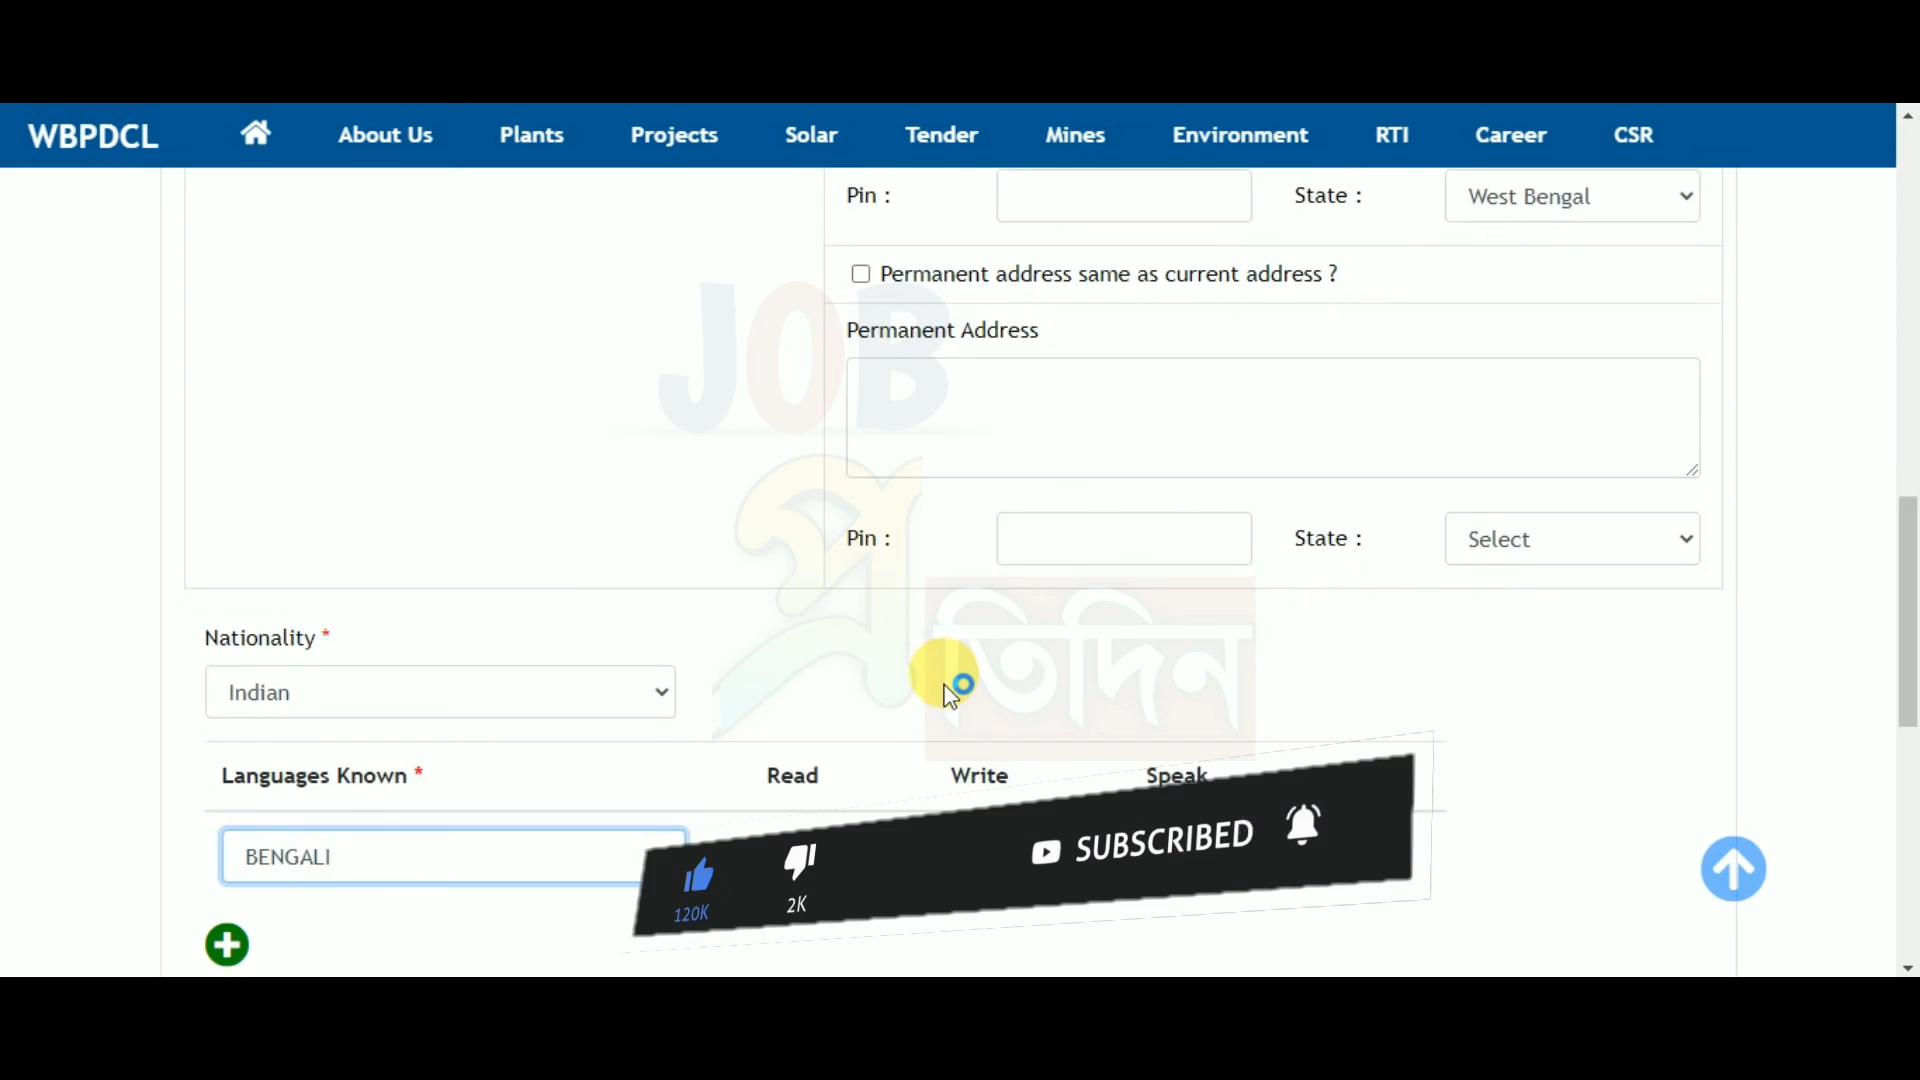 WBPDCL About Us Plants Projects Solar Tender Mines Environment RTI Career CSR
Pin : State : West Bengal
Permanent address same as current address ?
Permanent Address
Pin : State : Select
Nationality *
Indian
Languages Known * Read Write Speak
BENGALI
120K 2K SUBSCRIBED
JOB
প্রতিদিন